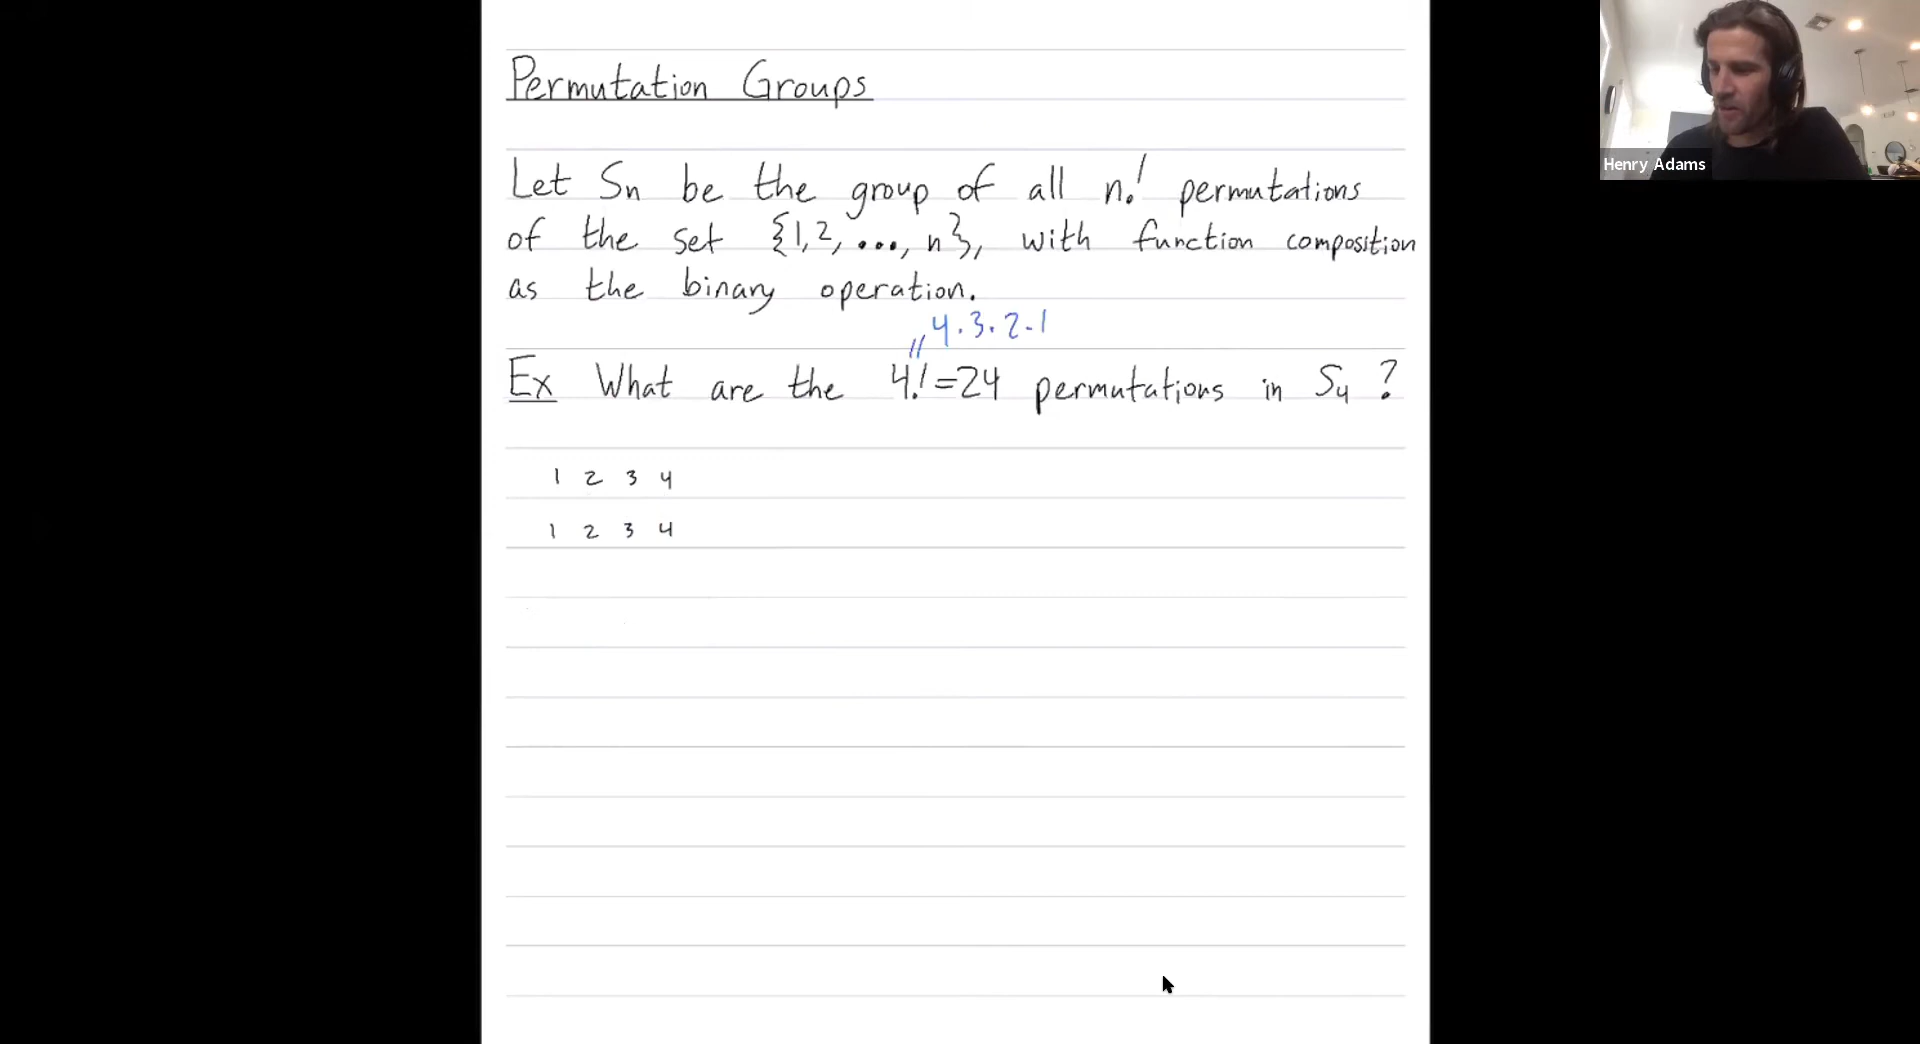 Permutation Groups
Let Sn be the group of all n! permutations
of the set {1,2, ..., n}, with function composition
as the binary operation.
4·3·2·1
Ex What are the 4!=24 permutations in S4 ?
1 2 3 4
1 2 3 4
Henry Adams